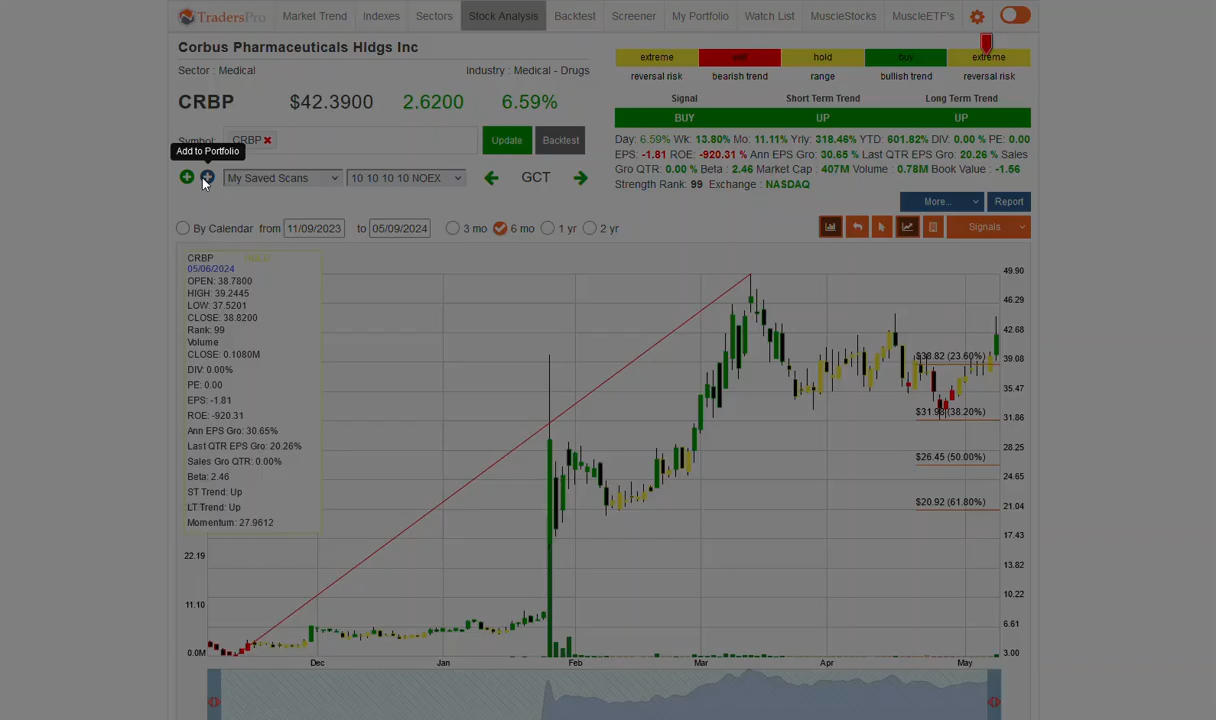 TradersPro Market Trend Indexes Sectors Stock Analysis Backtest Screener My Portfolio Watch List MuscleStocks MuscleETF's
Corbus Pharmaceuticals Hldgs Inc
Sector : Medical Industry : Medical - Drugs
CRBP $42.3900 2.6200 6.59%
Symbol: CRBP Update Backtest
Add to Portfolio
My Saved Scans 10 10 10 10 NOEX GCT
extreme sell hold buy extreme
reversal risk bearish trend range bullish trend reversal risk
Signal Short Term Trend Long Term Trend
BUY UP UP
Day: 6.59% Wk: 13.80% Mo: 11.11% Yrly: 318.46% YTD: 601.82% DIV: 0.00 % PE: 0.00
EPS: -1.81 ROE: -920.31 % Ann EPS Gro: 30.65 % Last QTR EPS Gro: 20.26 % Sales
Gro QTR: 0.00 % Beta : 2.46 Market Cap : 407M Volume : 0.78M Book Value : -1.56
Strength Rank: 99 Exchange : NASDAQ
More... Report
By Calendar from 11/09/2023 to 05/09/2024 3 mo 6 mo 1 yr 2 yr Signals
CRBP HOLD
05/06/2024
OPEN: 38.7800
HIGH: 39.2445
LOW: 37.5201
CLOSE: 38.8200
Rank: 99
Volume
CLOSE: 0.1080M
DIV: 0.00%
PE: 0.00
EPS: -1.81
ROE: -920.31
Ann EPS Gro: 30.65%
Last QTR EPS Gro: 20.26%
Sales Gro QTR: 0.00%
Beta: 2.46
ST Trend: Up
LT Trend: Up
Momentum: 27.9612
22.19
11.10
0.0M
$38.82 (23.60%)
$31.98 (38.20%)
$26.45 (50.00%)
$20.92 (61.80%)
49.90
46.29
42.68
39.08
35.47
31.86
28.25
24.65
21.04
17.43
13.82
10.22
6.61
3.00
Dec Jan Feb Mar Apr May